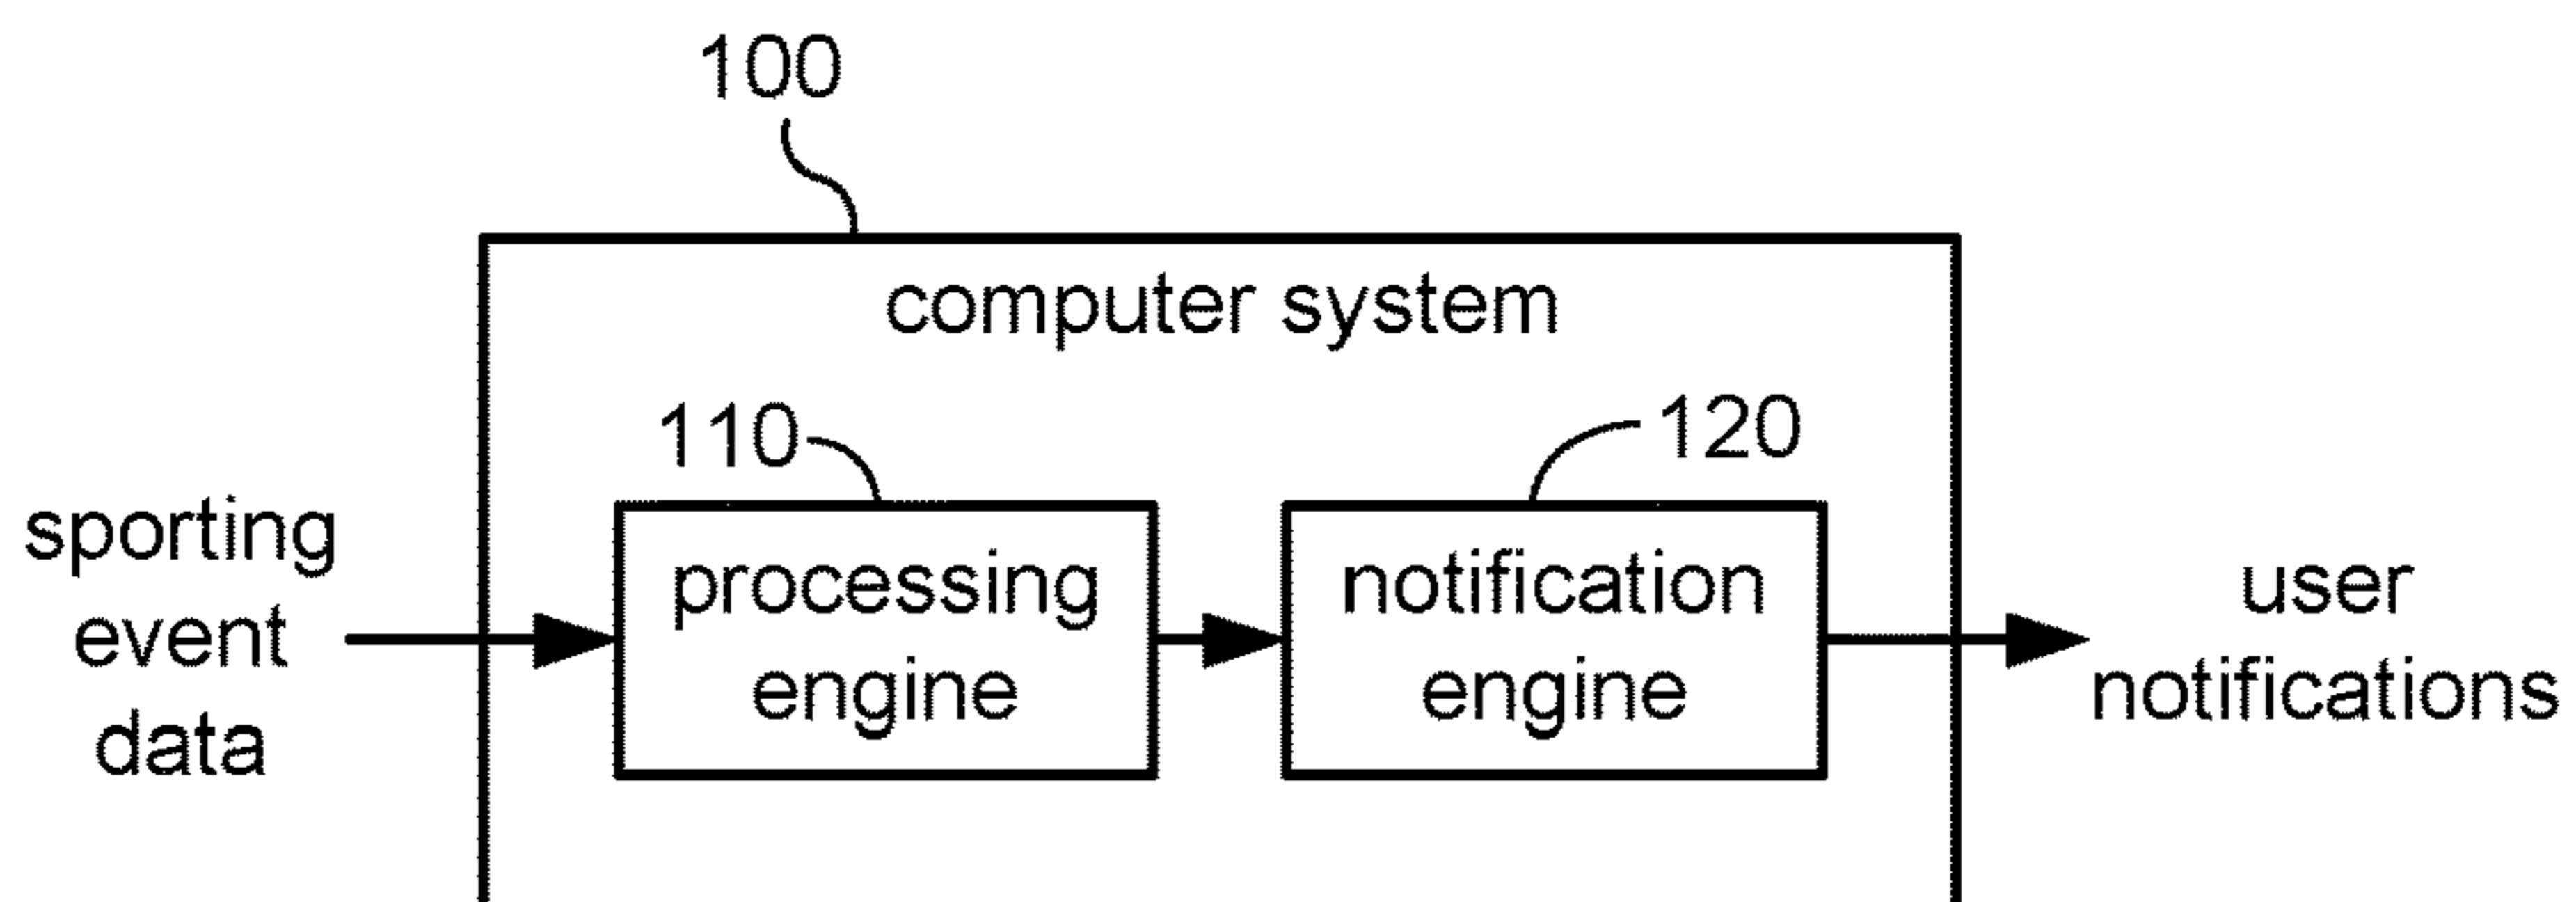 100
computer system
110
120
sporting
event
data
processing
engine
notification
engine
user
notifications